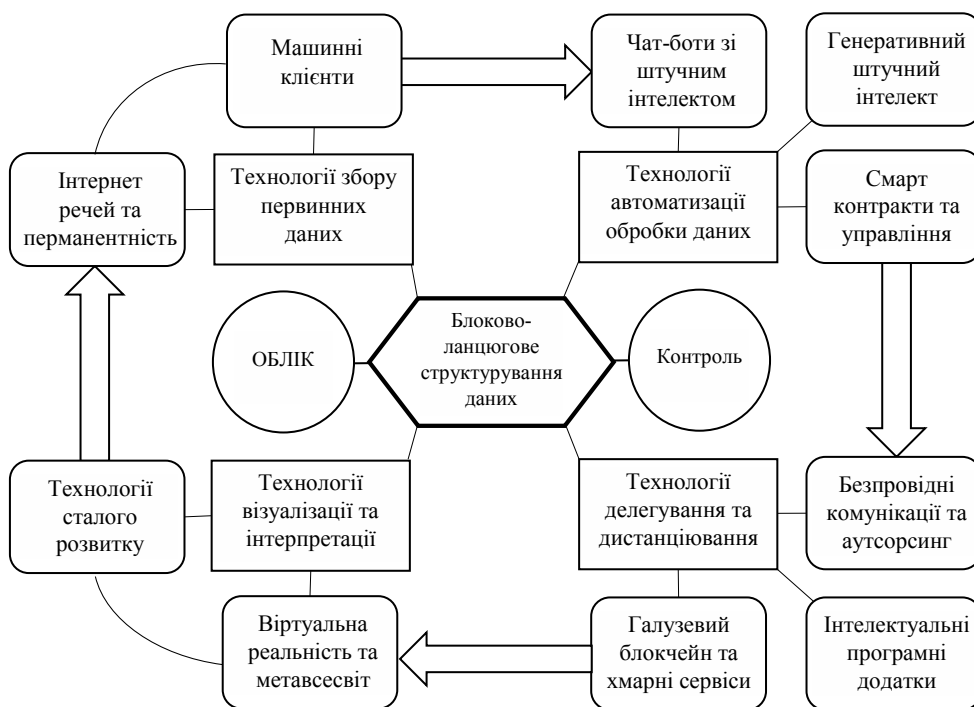 Машинні
клієнти
Чат-боти зі
штучним
інтелектом
Генеративний
штучний
інтелект
Інтернет
речей та
перманентність
Технології збору
первинних
даних
Технології
автоматизації
обробки даних
Смарт
контракти та
управління
ОБЛІК
Блоково-
ланцюгове
структурування
даних
Контроль
Технології
сталого
розвитку
Технології
візуалізації та
інтерпретації
Технології
делегування та
дистанціювання
Безпровідні
комунікації та
аутсорсинг
Віртуальна
реальність та
метавсесвіт
Галузевий
блокчейн та
хмарні сервіси
Інтелектуальні
програмні
додатки